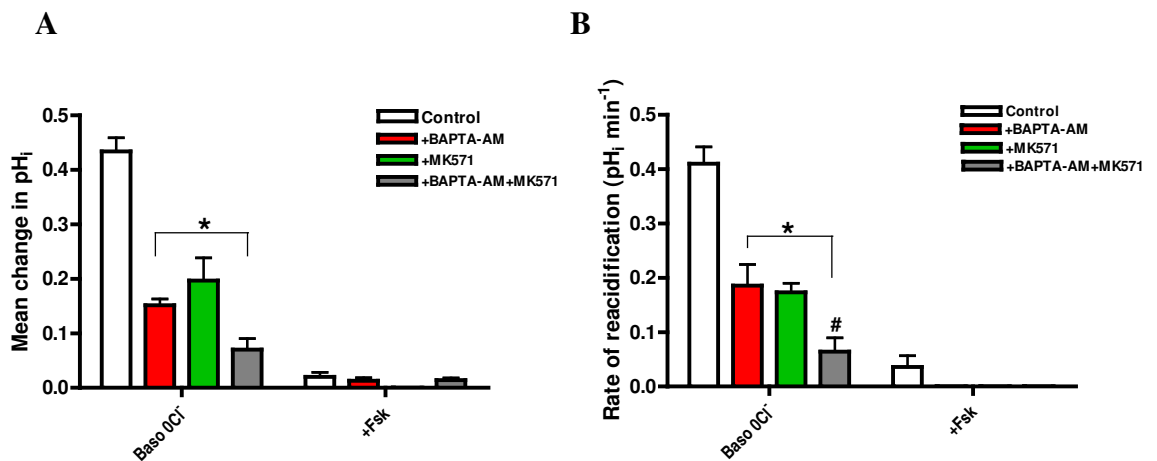 A
Mean change in pHi
0.5
0.4
0.3
0.2
0.1
0.0
Control
+BAPTA-AM
+MK571
+BAPTA-AM+MK571
*
Baso 0Cl-
+Fsk
B
Rate of reacidification (pHi min-1)
0.5
0.4
0.3
0.2
0.1
0.0
Control
+BAPTA-AM
+MK571
+BAPTA-AM+MK571
*
#
Baso 0Cl-
+Fsk